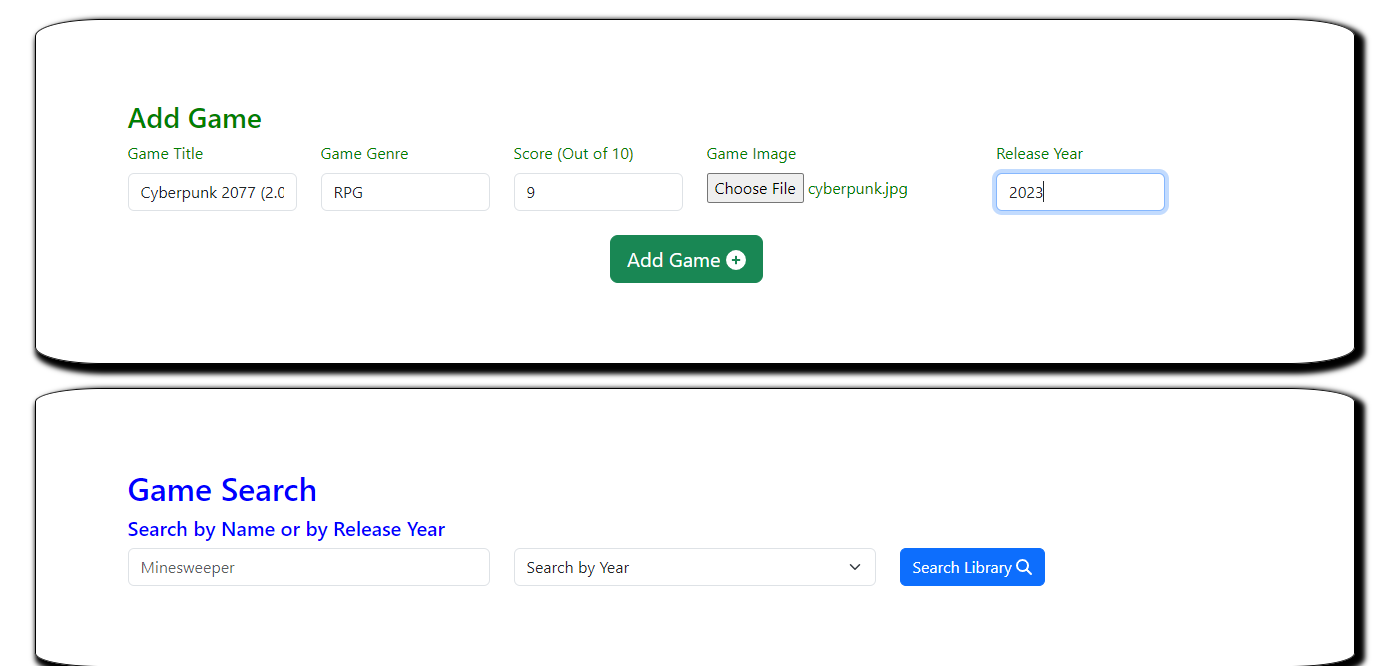 Add Game
Game Title Game Genre Score (Out of 10) Game Image Release Year
Cyberpunk 2077 (2.0 RPG 9 Choose File cyberpunk.jpg 2023
Add Game
Game Search
Search by Name or by Release Year
Minesweeper Search by Year Search Library